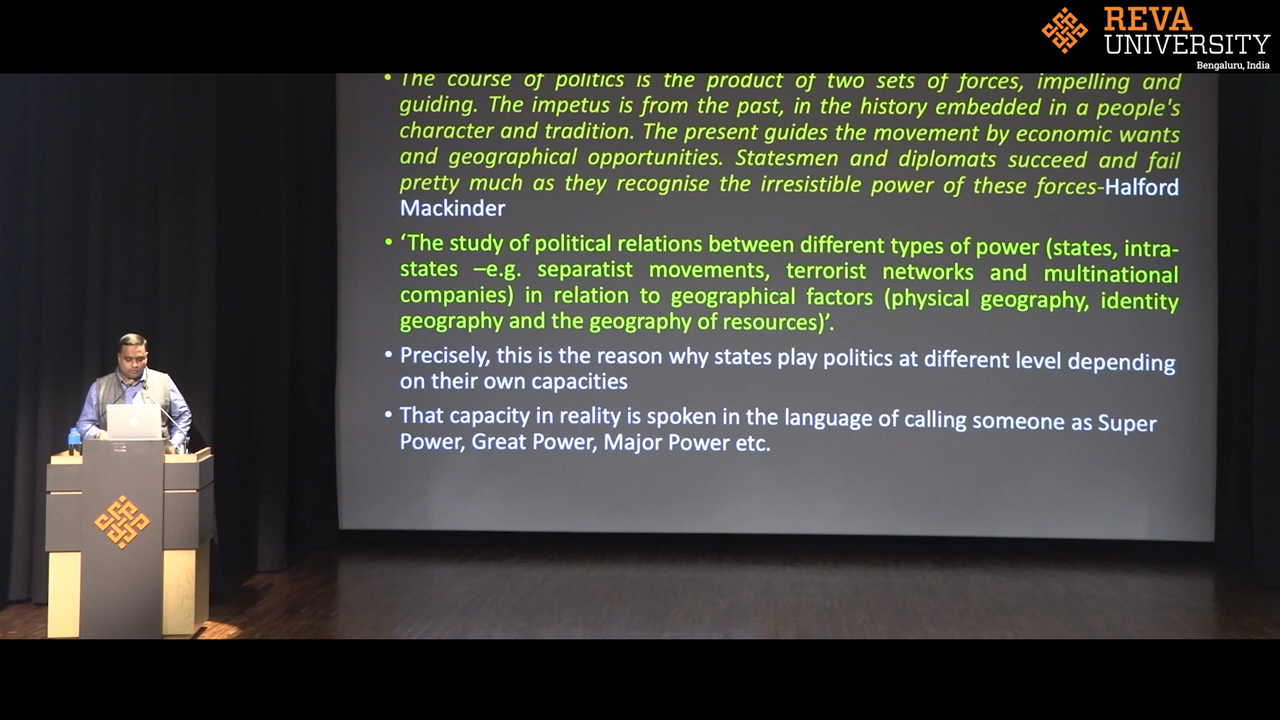 REVA
UNIVERSITY
Bengaluru, India
• The course of politics is the product of two sets of forces, impelling and
guiding. The impetus is from the past, in the history embedded in a people's
character and tradition. The present guides the movement by economic wants
and geographical opportunities. Statesmen and diplomats succeed and fail
pretty much as they recognise the irresistible power of these forces-Halford
Mackinder
• ‘The study of political relations between different types of power (states, intra-
states –e.g. separatist movements, terrorist networks and multinational
companies) in relation to geographical factors (physical geography, identity
geography and the geography of resources)’.
• Precisely, this is the reason why states play politics at different level depending
on their own capacities
• That capacity in reality is spoken in the language of calling someone as Super
Power, Great Power, Major Power etc.